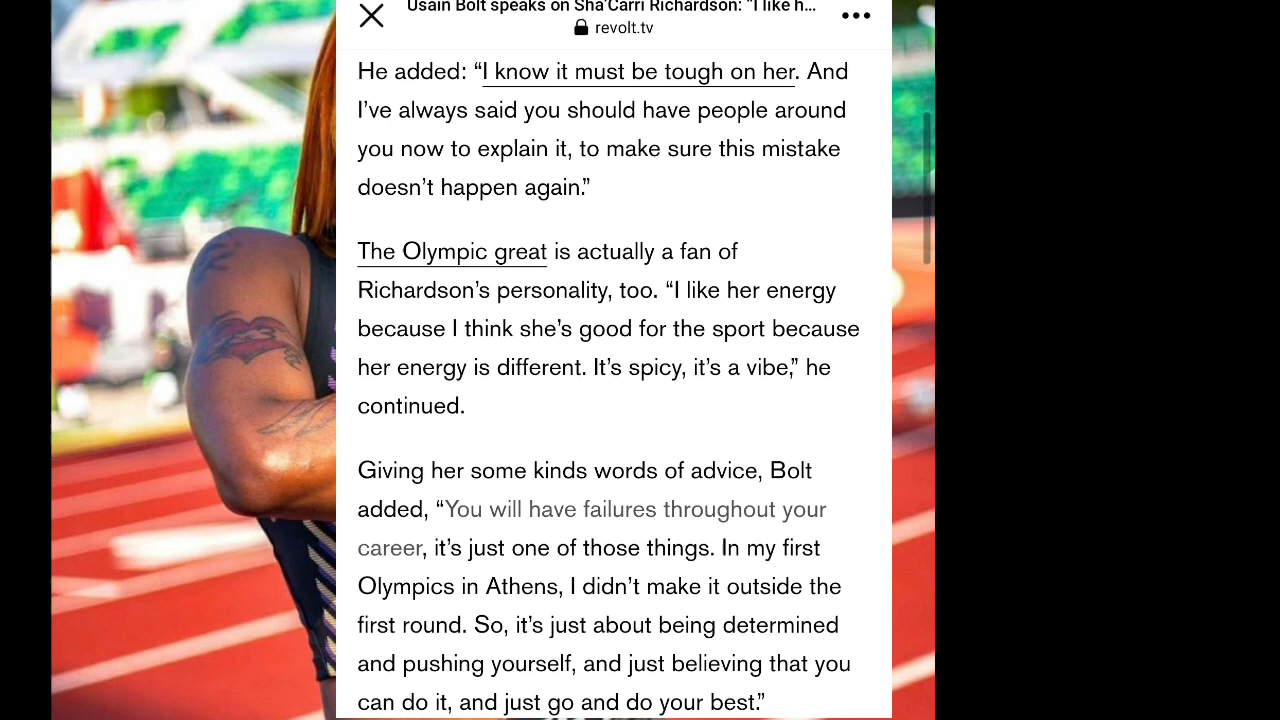 Usain Bolt speaks on Sha'Carri Richardson: "I like h...
revolt.tv
He added: “I know it must be tough on her. And
I’ve always said you should have people around
you now to explain it, to make sure this mistake
doesn’t happen again.”
The Olympic great is actually a fan of
Richardson’s personality, too. “I like her energy
because I think she’s good for the sport because
her energy is different. It’s spicy, it’s a vibe,” he
continued.
Giving her some kinds words of advice, Bolt
added, “You will have failures throughout your
career, it’s just one of those things. In my first
Olympics in Athens, I didn’t make it outside the
first round. So, it’s just about being determined
and pushing yourself, and just believing that you
can do it, and just go and do your best.”